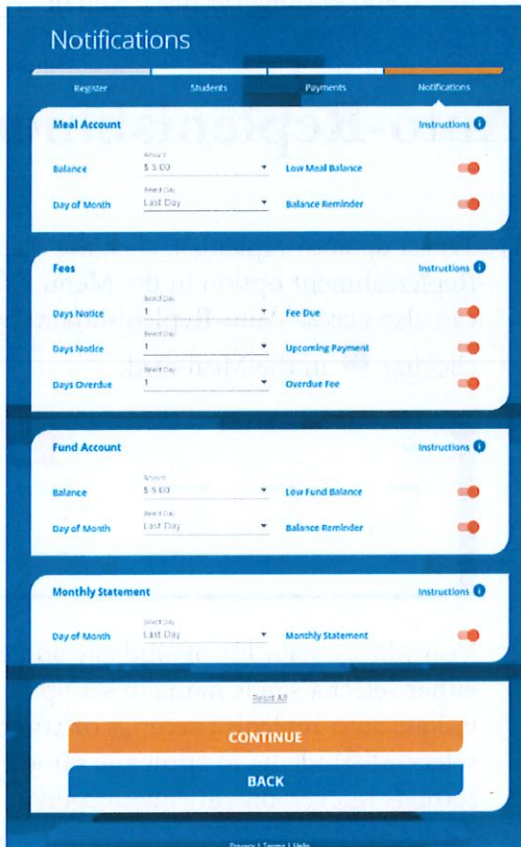 Notifications
Register Students Payments Notifications
Meal Account Instructions
Amount
Balance $ 5.00 Low Meal Balance
Select Day
Day of Month Last Day Balance Reminder
Fees Instructions
Select Day
Days Notice 1 Fee Due
Select Day
Days Notice 1 Upcoming Payment
Select Day
Days Overdue 1 Overdue Fee
Fund Account Instructions
Amount
Balance $ 5.00 Low Fund Balance
Select Day
Day of Month Last Day Balance Reminder
Monthly Statement Instructions
Select Day
Day of Month Last Day Monthly Statement
Reset All
CONTINUE
BACK
Privacy | Terms | Help